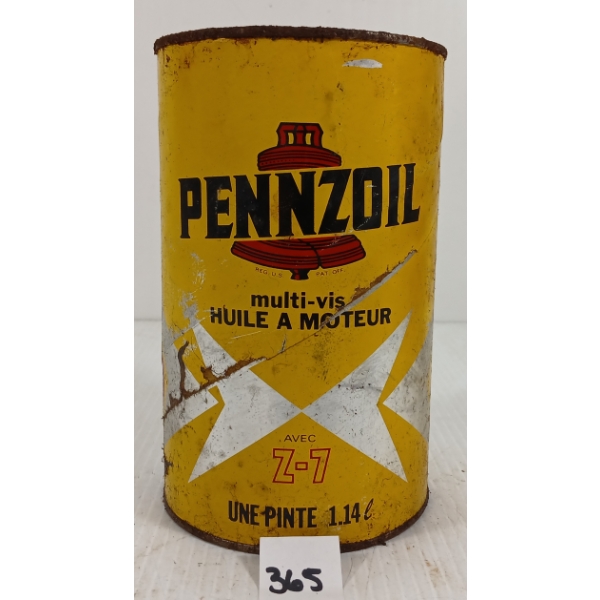 PENNZOIL
REG. U.S. PAT. OFF.
multi-vis
HUILE A MOTEUR
AVEC
Z-7
UNE PINTE 1.14 l
365